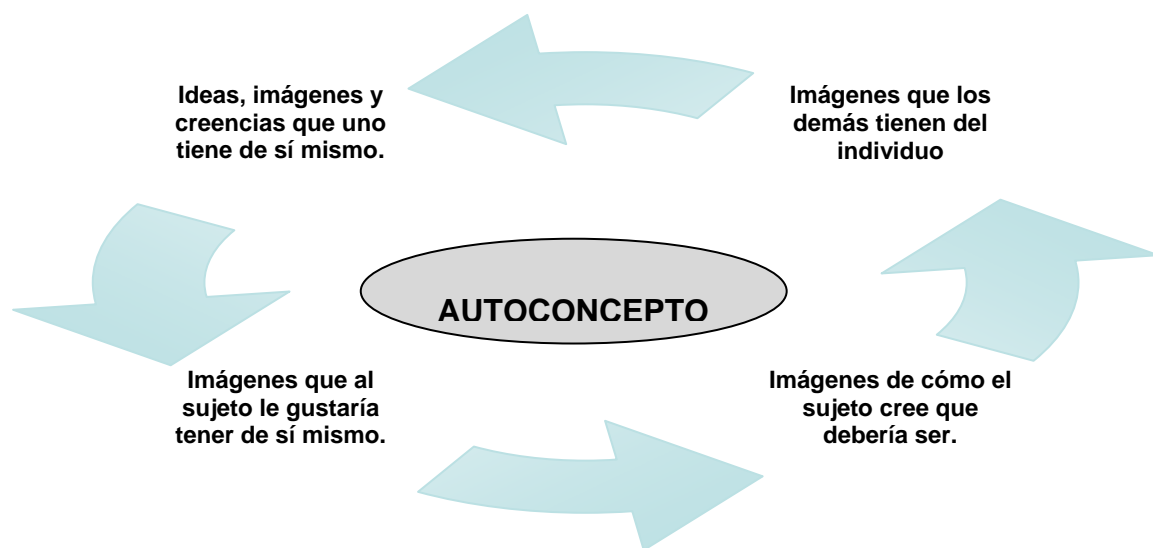 Ideas, imágenes y
creencias que uno
tiene de sí mismo.
Imágenes que los
demás tienen del
individuo
AUTOCONCEPTO
Imágenes que al
sujeto le gustaría
tener de sí mismo.
Imágenes de cómo el
sujeto cree que
debería ser.